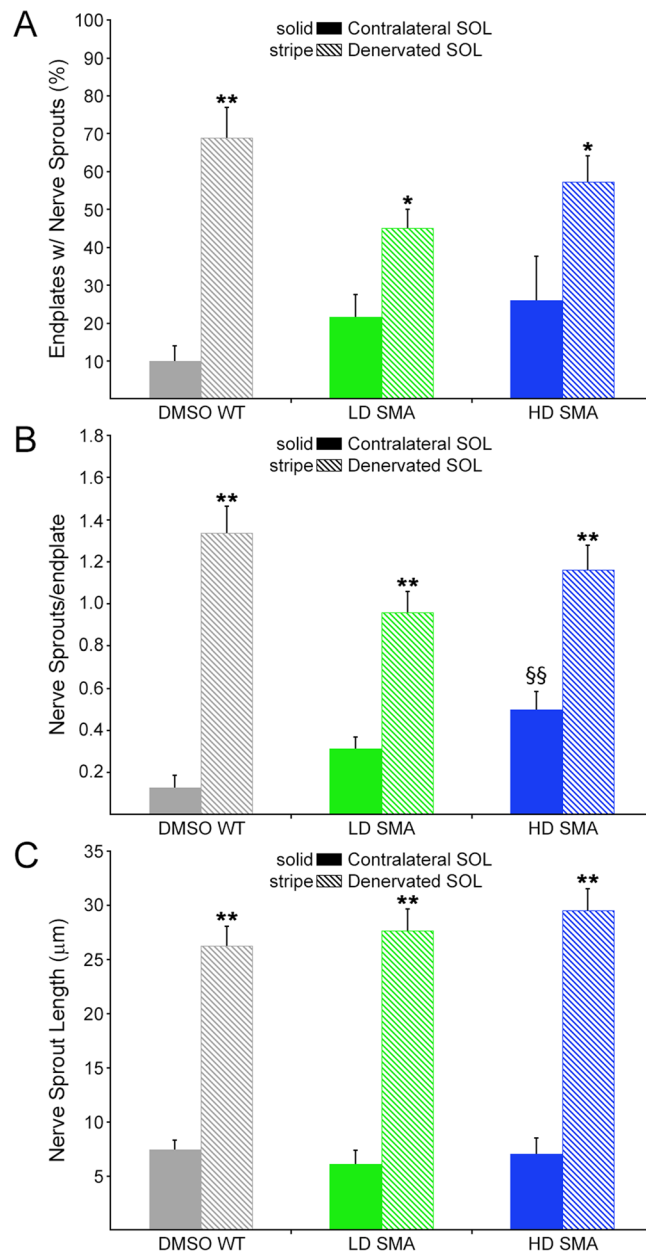 A
solid Contralateral SOL
stripe Denervated SOL
Endplates w/ Nerve Sprouts (%)
100
90
80
70
60
50
40
30
20
10
**
*
*
DMSO WT LD SMA HD SMA
B
solid Contralateral SOL
stripe Denervated SOL
Nerve Sprouts/endplate
1.8
1.6
1.4
1.2
1.0
0.8
0.6
0.4
0.2
**
**
§§
**
DMSO WT LD SMA HD SMA
C
solid Contralateral SOL
stripe Denervated SOL
Nerve Sprout Length (μm)
35
30
25
20
15
10
5
**
**
**
DMSO WT LD SMA HD SMA